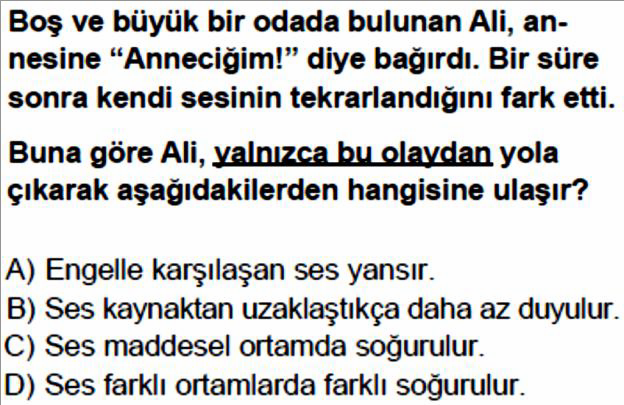 Boş ve büyük bir odada bulunan Ali, an-
nesine “Anneciğim!” diye bağırdı. Bir süre
sonra kendi sesinin tekrarlandığını fark etti.
Buna göre Ali, yalnızca bu olaydan yola
çıkarak aşağıdakilerden hangisine ulaşır?
A) Engelle karşılaşan ses yansır.
B) Ses kaynaktan uzaklaştıkça daha az duyulur.
C) Ses maddesel ortamda soğurulur.
D) Ses farklı ortamlarda farklı soğurulur.